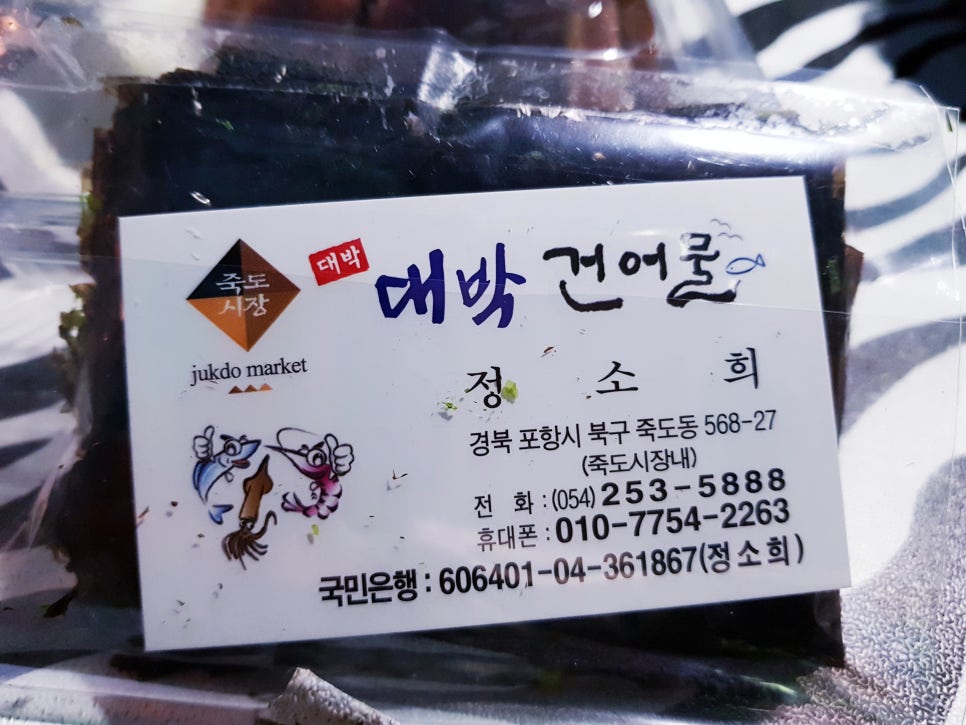 죽도
시장
jukdo market
대박
대박 건어물
정소희
경북 포항시 북구 죽도동 568-27
(죽도시장내)
전 화 : (054) 253-5888
휴대폰 : 010-7754-2263
국민은행 : 606401-04-361867(정소희)